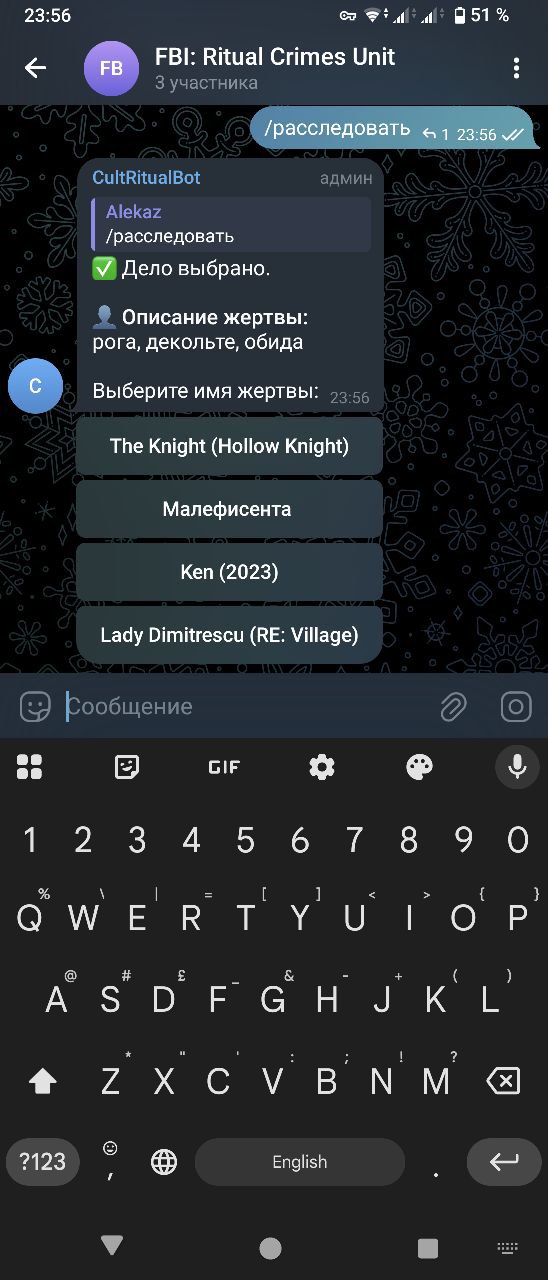 23:56
51 %
FB
FBI: Ritual Crimes Unit
3 участника
/расследовать
1 23:56
CultRitualBot
админ
Alekaz
/расследовать
✅ Дело выбрано.
👤 Описание жертвы:
рога, декольте, обида
C
Выберите имя жертвы:
23:56
The Knight (Hollow Knight)
Малефисента
Ken (2023)
Lady Dimitrescu (RE: Village)
Сообщение
GIF
1 2 3 4 5 6 7 8 9 0
% \ | = [ ] < > { }
Q W E R T Y U I O P
@ # £ _ & - + ( )
A S D F G H J K L
* " ' : ; ! ?
Z X C V B N M
?123 , English .